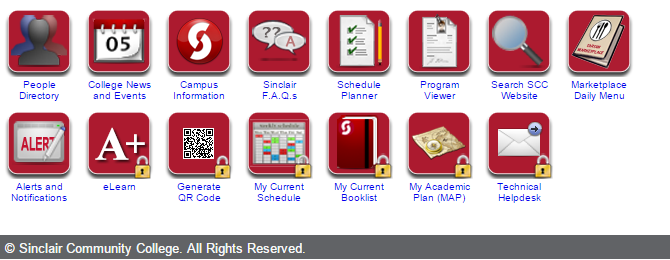 05
? ? A
People Directory
College News and Events
Campus Information
Sinclair F.A.Q.s
Schedule Planner
Program Viewer
Search SCC Website
Marketplace Daily Menu
ALERT
A+
Alerts and Notifications
eLearn
Generate QR Code
My Current Schedule
My Current Booklist
My Academic Plan (MAP)
Technical Helpdesk
© Sinclair Community College. All Rights Reserved.